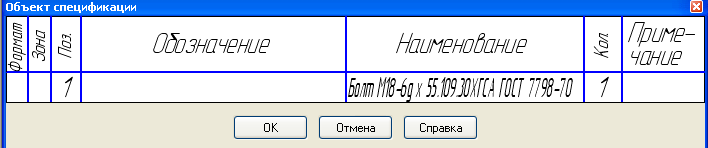 Объект спецификации
Формат Зона Поз. Обозначение Наименование Кол. Приме-
чание
1 Болт М18-6g x 55.109.30ХГСА ГОСТ 7798-70 1
OK Отмена Справка